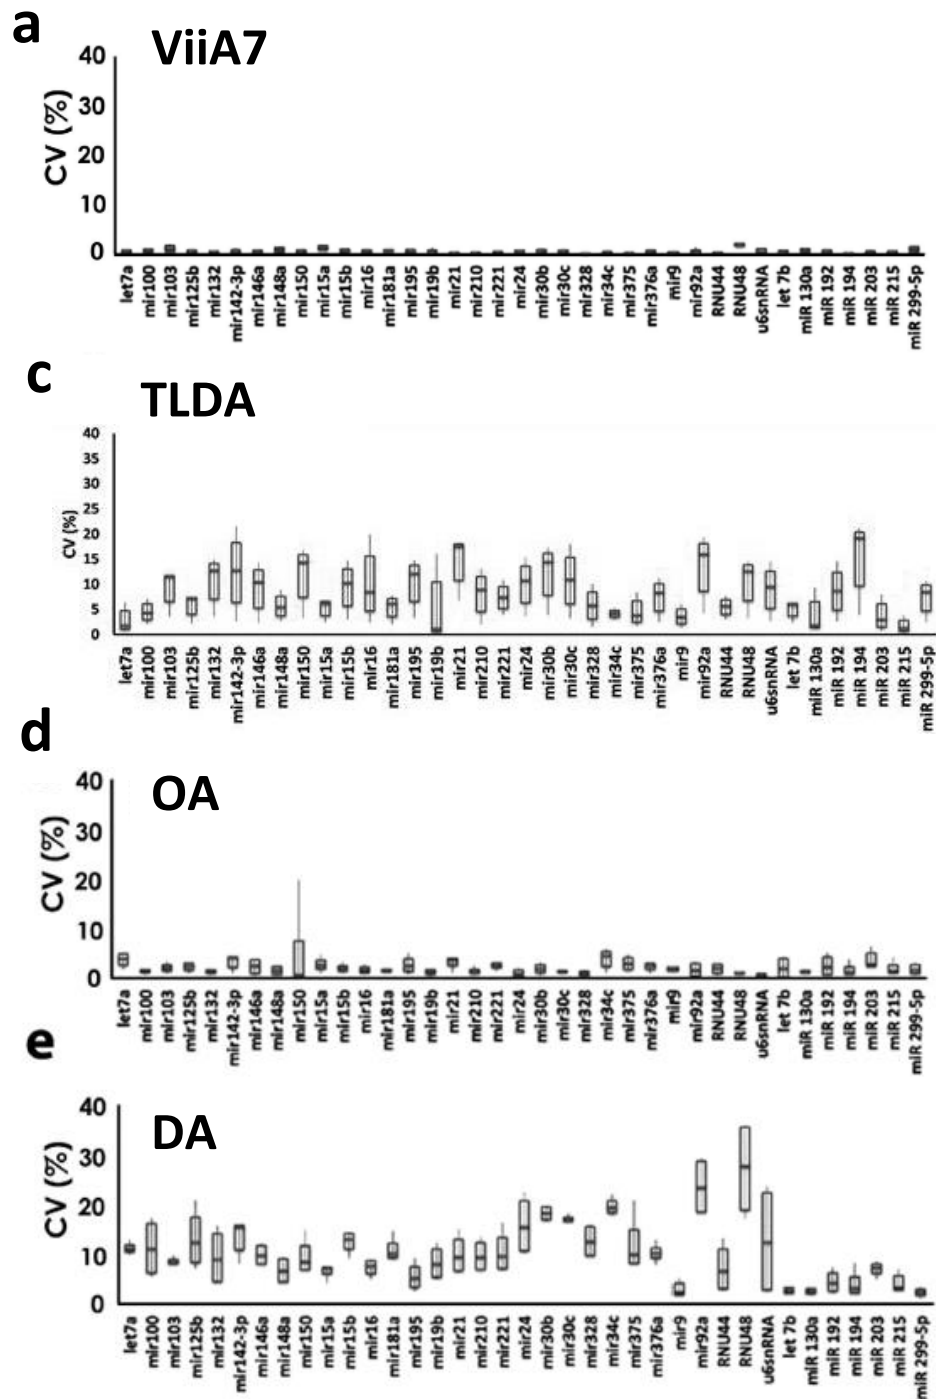 a
ViiA7
CV (%)
40
30
20
10
0
let7a mir100 mir103 mir125b mir132 mir142-3p mir146a mir148a mir150 mir15a mir15b mir16 mir181a mir195 mir19b mir21 mir210 mir221 mir24 mir30b mir30c mir328 mir34c mir375 mir376a mir9 mir92a RNU44 RNU48 u6snRNA let 7b miR 130a miR 192 miR 194 miR 203 miR 215 miR 299-5p
c
TLDA
CV (%)
40
35
30
25
20
15
10
5
0
let7a mir100 mir103 mir125b mir132 mir142-3p mir146a mir148a mir150 mir15a mir15b mir16 mir181a mir195 mir19b mir21 mir210 mir221 mir24 mir30b mir30c mir328 mir34c mir375 mir376a mir9 mir92a RNU44 RNU48 u6snRNA let 7b miR 130a miR 192 miR 194 miR 203 miR 215 miR 299-5p
d
OA
CV (%)
40
30
20
10
0
let7a mir100 mir103 mir125b mir132 mir142-3p mir146a mir148a mir150 mir15a mir15b mir16 mir181a mir195 mir19b mir21 mir210 mir221 mir24 mir30b mir30c mir328 mir34c mir375 mir376a mir9 mir92a RNU44 RNU48 u6snRNA let 7b miR 130a miR 192 miR 194 miR 203 miR 215 miR 299-5p
e
DA
CV (%)
40
30
20
10
0
let7a mir100 mir103 mir125b mir132 mir142-3p mir146a mir148a mir150 mir15a mir15b mir16 mir181a mir195 mir19b mir21 mir210 mir221 mir24 mir30b mir30c mir328 mir34c mir375 mir376a mir9 mir92a RNU44 RNU48 u6snRNA let 7b miR 130a miR 192 miR 194 miR 203 miR 215 miR 299-5p